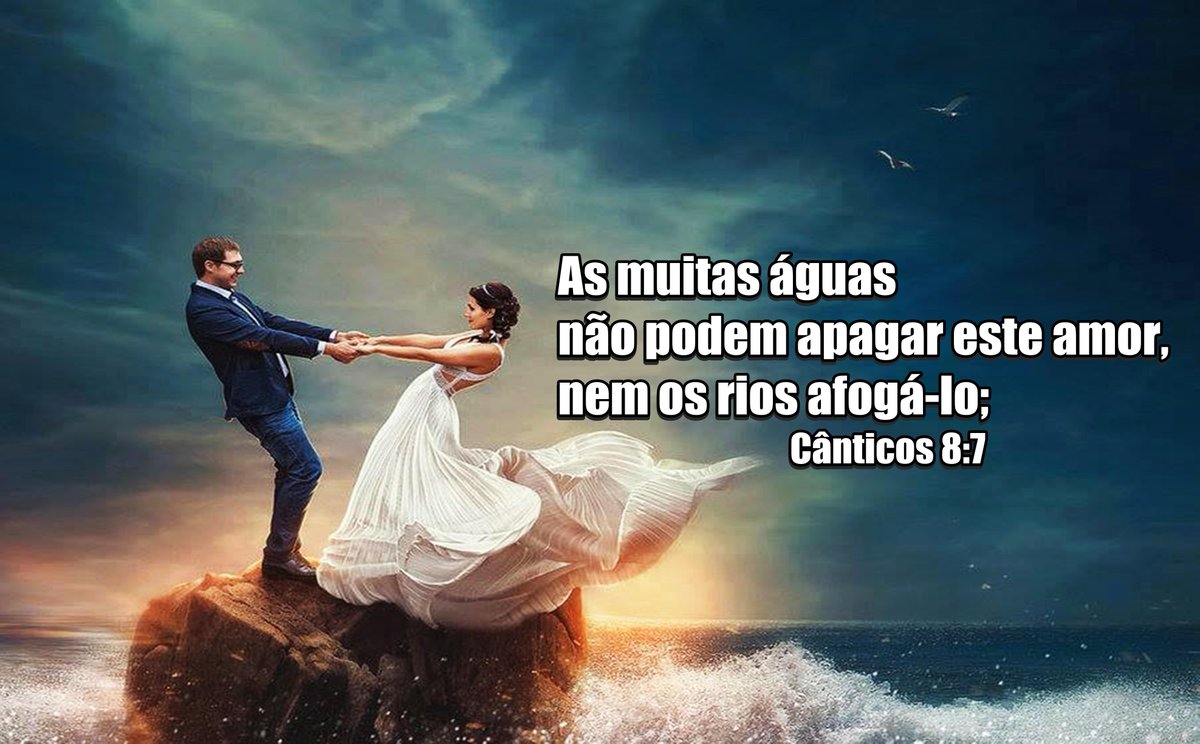 As muitas águas
não podem apagar este amor,
nem os rios afogá-lo;
Cânticos 8:7